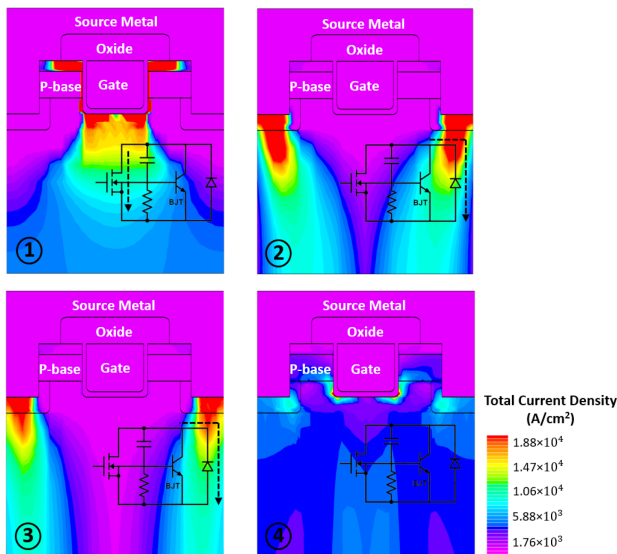 Source Metal
Oxide
P-base
Gate
BJT
1
Source Metal
Oxide
P-base
Gate
BJT
2
Source Metal
Oxide
P-base
Gate
BJT
3
Source Metal
Oxide
P-base
Gate
BJT
4
Total Current Density
(A/cm²)
1.88×10⁴
1.47×10⁴
1.06×10⁴
5.88×10³
1.76×10³